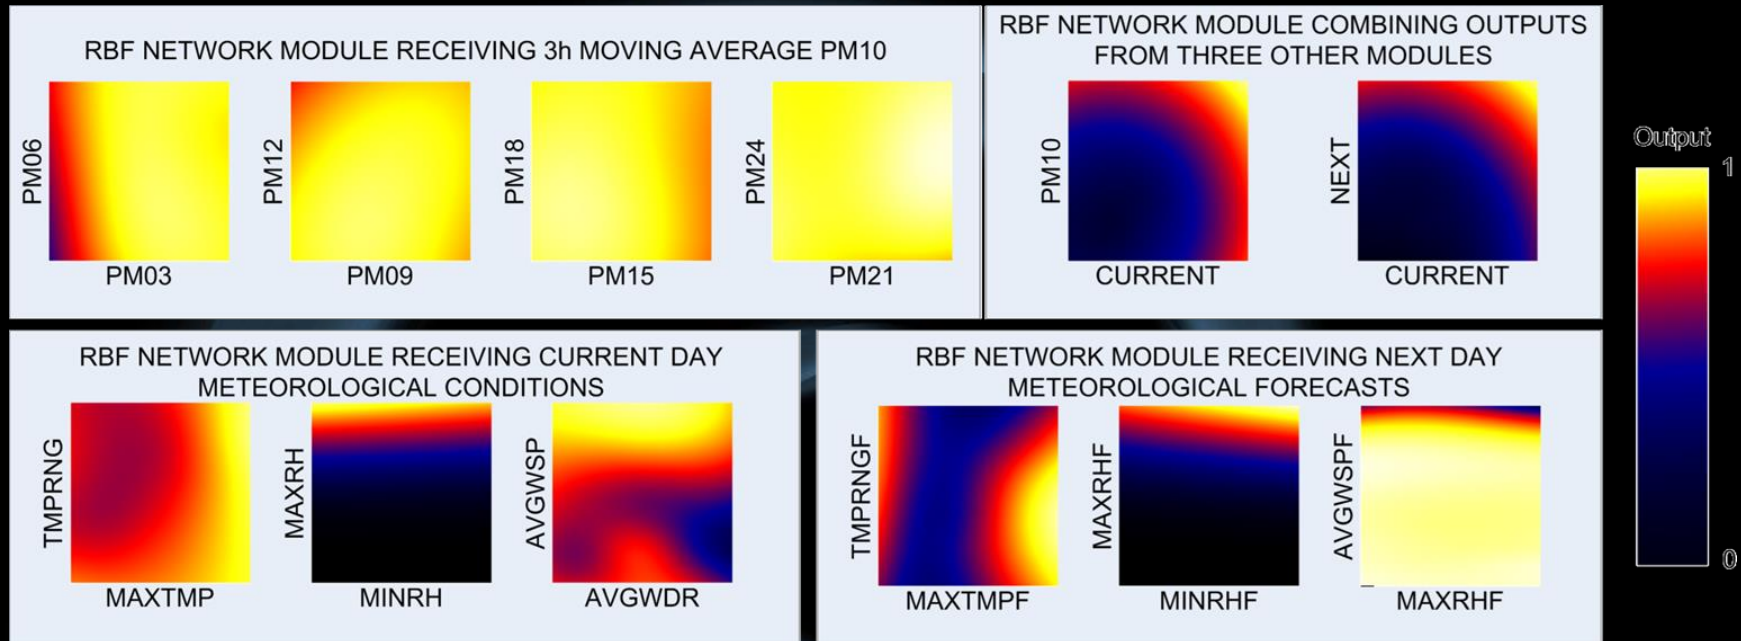 RBF NETWORK MODULE RECEIVING 3h MOVING AVERAGE PM10
PM06
PM03
PM12
PM09
PM18
PM15
PM24
PM21
RBF NETWORK MODULE COMBINING OUTPUTS
FROM THREE OTHER MODULES
PM10
CURRENT
NEXT
CURRENT
Output
1
0
RBF NETWORK MODULE RECEIVING CURRENT DAY
METEOROLOGICAL CONDITIONS
TMPRNG
MAXTMP
MAXRH
MINRH
AVGWSP
AVGWDR
RBF NETWORK MODULE RECEIVING NEXT DAY
METEOROLOGICAL FORECASTS
TMPRNGF
MAXTMPF
MAXRHF
MINRHF
AVGWSPF
MAXRHF